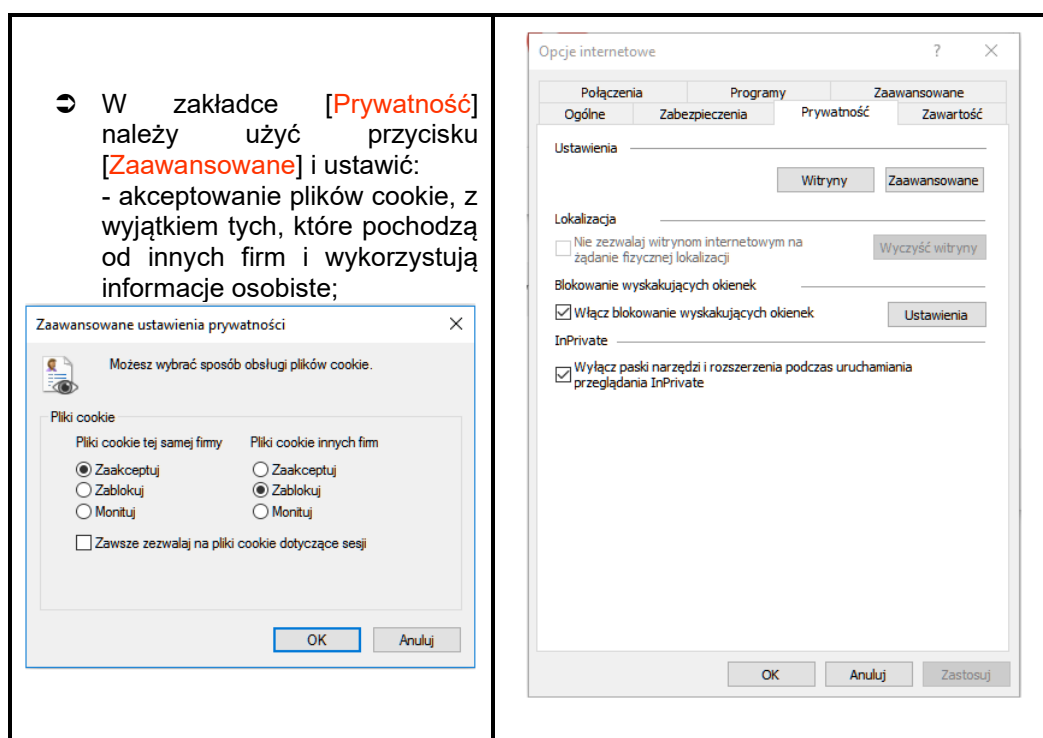 ➲ W zakładce [Prywatność]
należy użyć przycisku
[Zaawansowane] i ustawić:
- akceptowanie plików cookie, z
wyjątkiem tych, które pochodzą
od innych firm i wykorzystują
informacje osobiste;
Zaawansowane ustawienia prywatności
Możesz wybrać sposób obsługi plików cookie.
Pliki cookie
Pliki cookie tej samej firmy Pliki cookie innych firm
Zaakceptuj Zaakceptuj
Zablokuj Zablokuj
Monituj Monituj
Zawsze zezwalaj na pliki cookie dotyczące sesji
OK Anuluj
Opcje internetowe ?
Połączenia Programy Zaawansowane
Ogólne Zabezpieczenia Prywatność Zawartość
Ustawienia
Witryny Zaawansowane
Lokalizacja
Nie zezwalaj witrynom internetowym na
żądanie fizycznej lokalizacji
Wyczyść witryny
Blokowanie wyskakujących okienek
Włącz blokowanie wyskakujących okienek Ustawienia
InPrivate
Wyłącz paski narzędzi i rozszerzenia podczas uruchamiania
przeglądania InPrivate
OK Anuluj Zastosuj